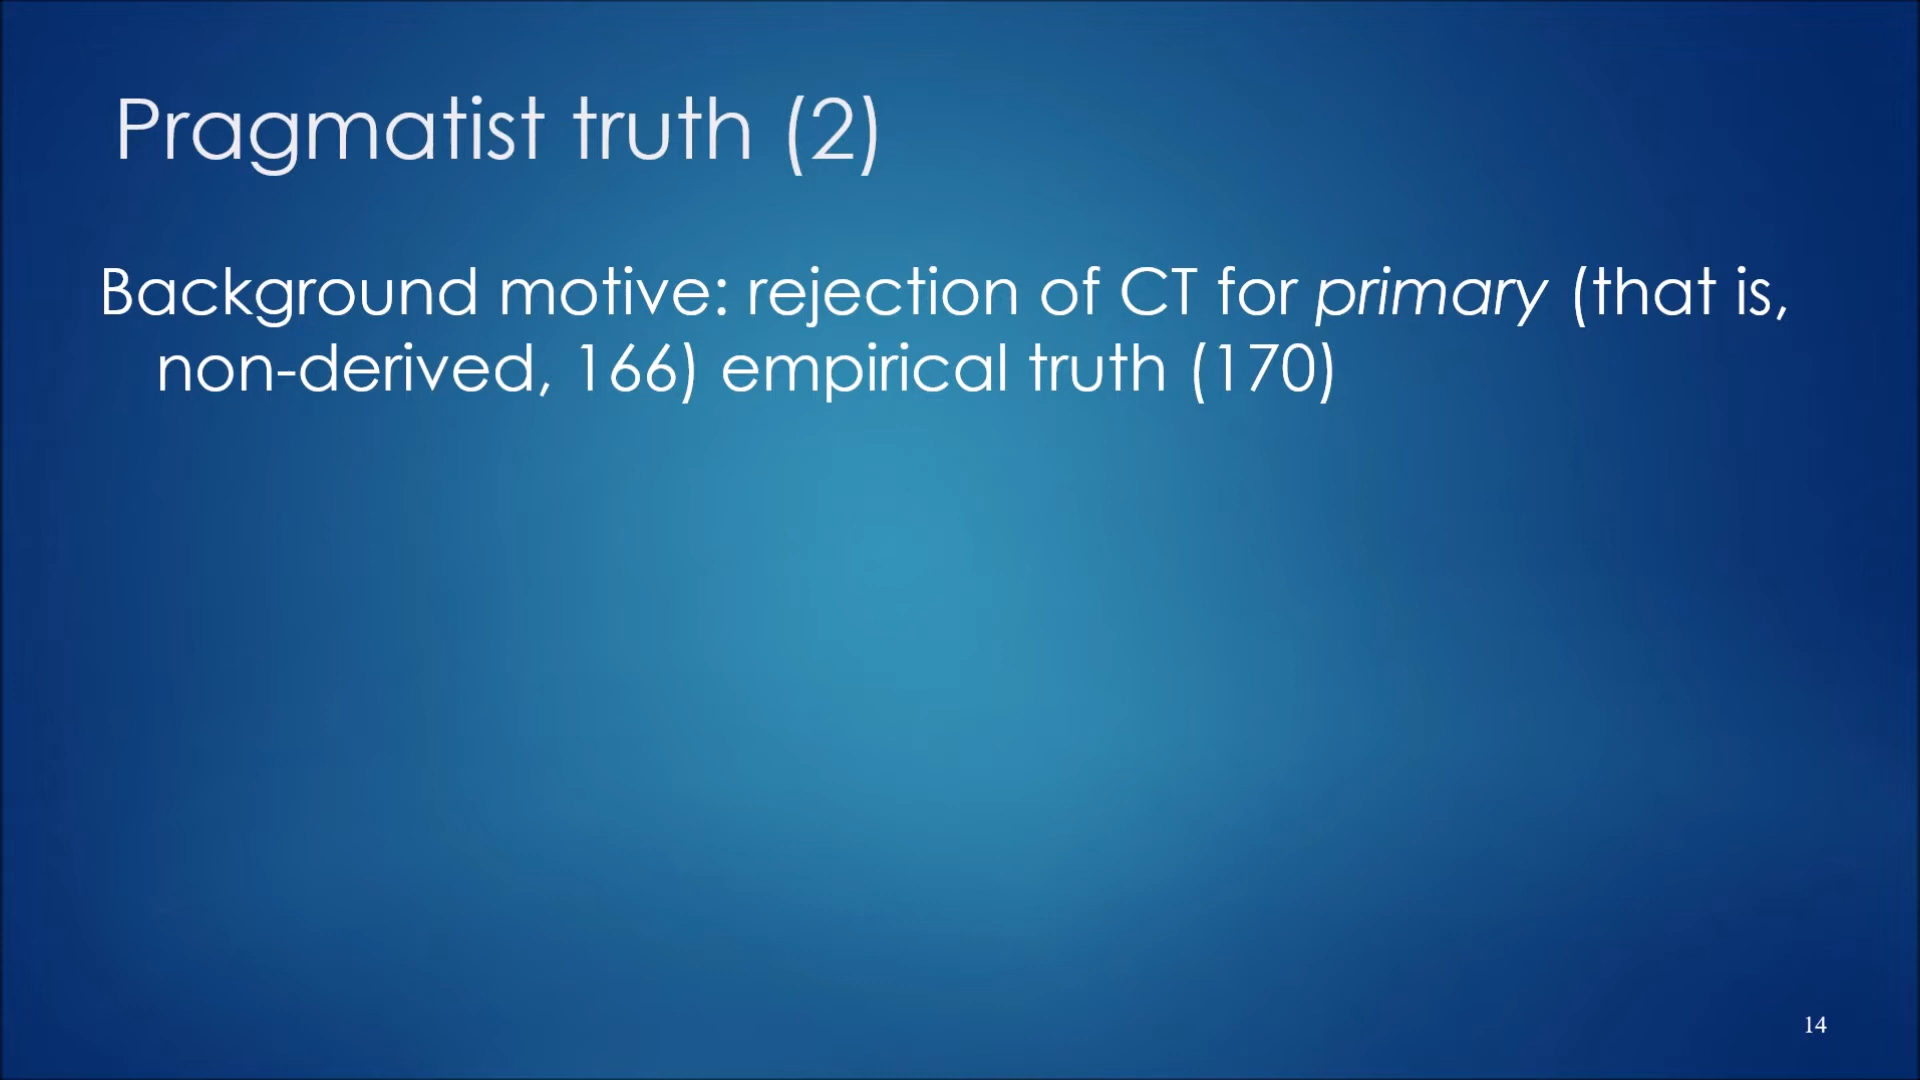 Pragmatist truth (2)
Background motive: rejection of CT for primary (that is,
non-derived, 166) empirical truth (170)
14